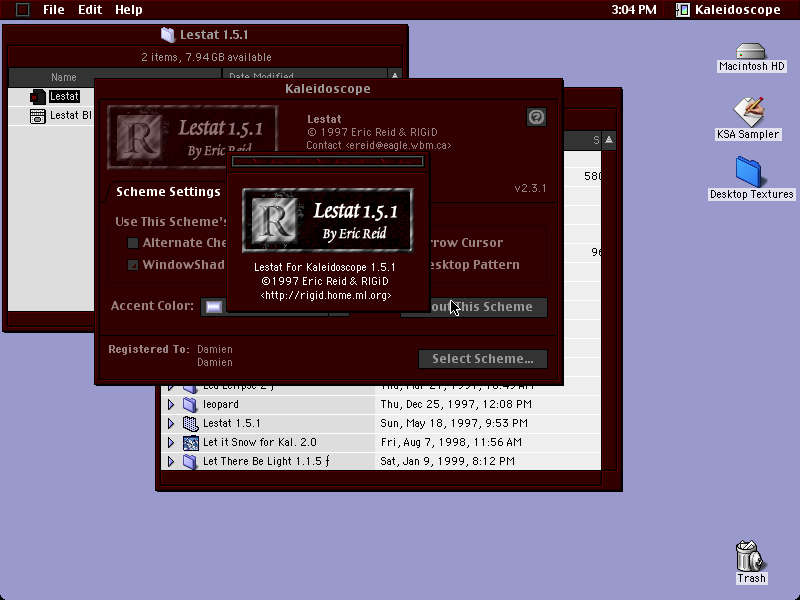 File Edit Help
3:04 PM Kaleidoscope
Lestat 1.5.1
2 items, 7.94 GB available
Name Date Modified
Lestat
Lestat Bl
Kaleidoscope
Lestat 1.5.1
By Eric Reid
Lestat
© 1997 Eric Reid & RIGiD
Contact <ereid@eagle.wbm.ca>
v2.3.1
Scheme Settings
Use This Scheme's
Alternate Che
rrow Cursor
WindowShad
esktop Pattern
Accent Color:
out This Scheme
Registered To: Damien
Damien
Select Scheme...
Lestat 1.5.1
By Eric Reid
Lestat For Kaleidoscope 1.5.1
©1997 Eric Reid & RIGiD
<http://rigid.home.ml.org>
S
580
96
leopard Thu, Dec 25, 1997, 12:08 PM
Lestat 1.5.1 Sun, May 18, 1997, 9:53 PM
Let it Snow for Kal. 2.0 Fri, Aug 7, 1998, 11:56 AM
Let There Be Light 1.1.5 ƒ Sat, Jan 9, 1999, 8:12 PM
Macintosh HD
KSA Sampler
Desktop Textures
Trash